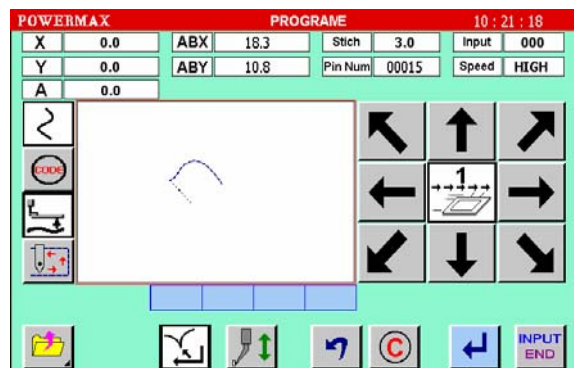 POWERMAX PROGRAME 10 : 21 : 18
X 0.0 ABX 18.3 Stich 3.0 Input 000
Y 0.0 ABY 10.8 Pin Num 00015 Speed HIGH
A 0.0
1
CODE
C
INPUT
END